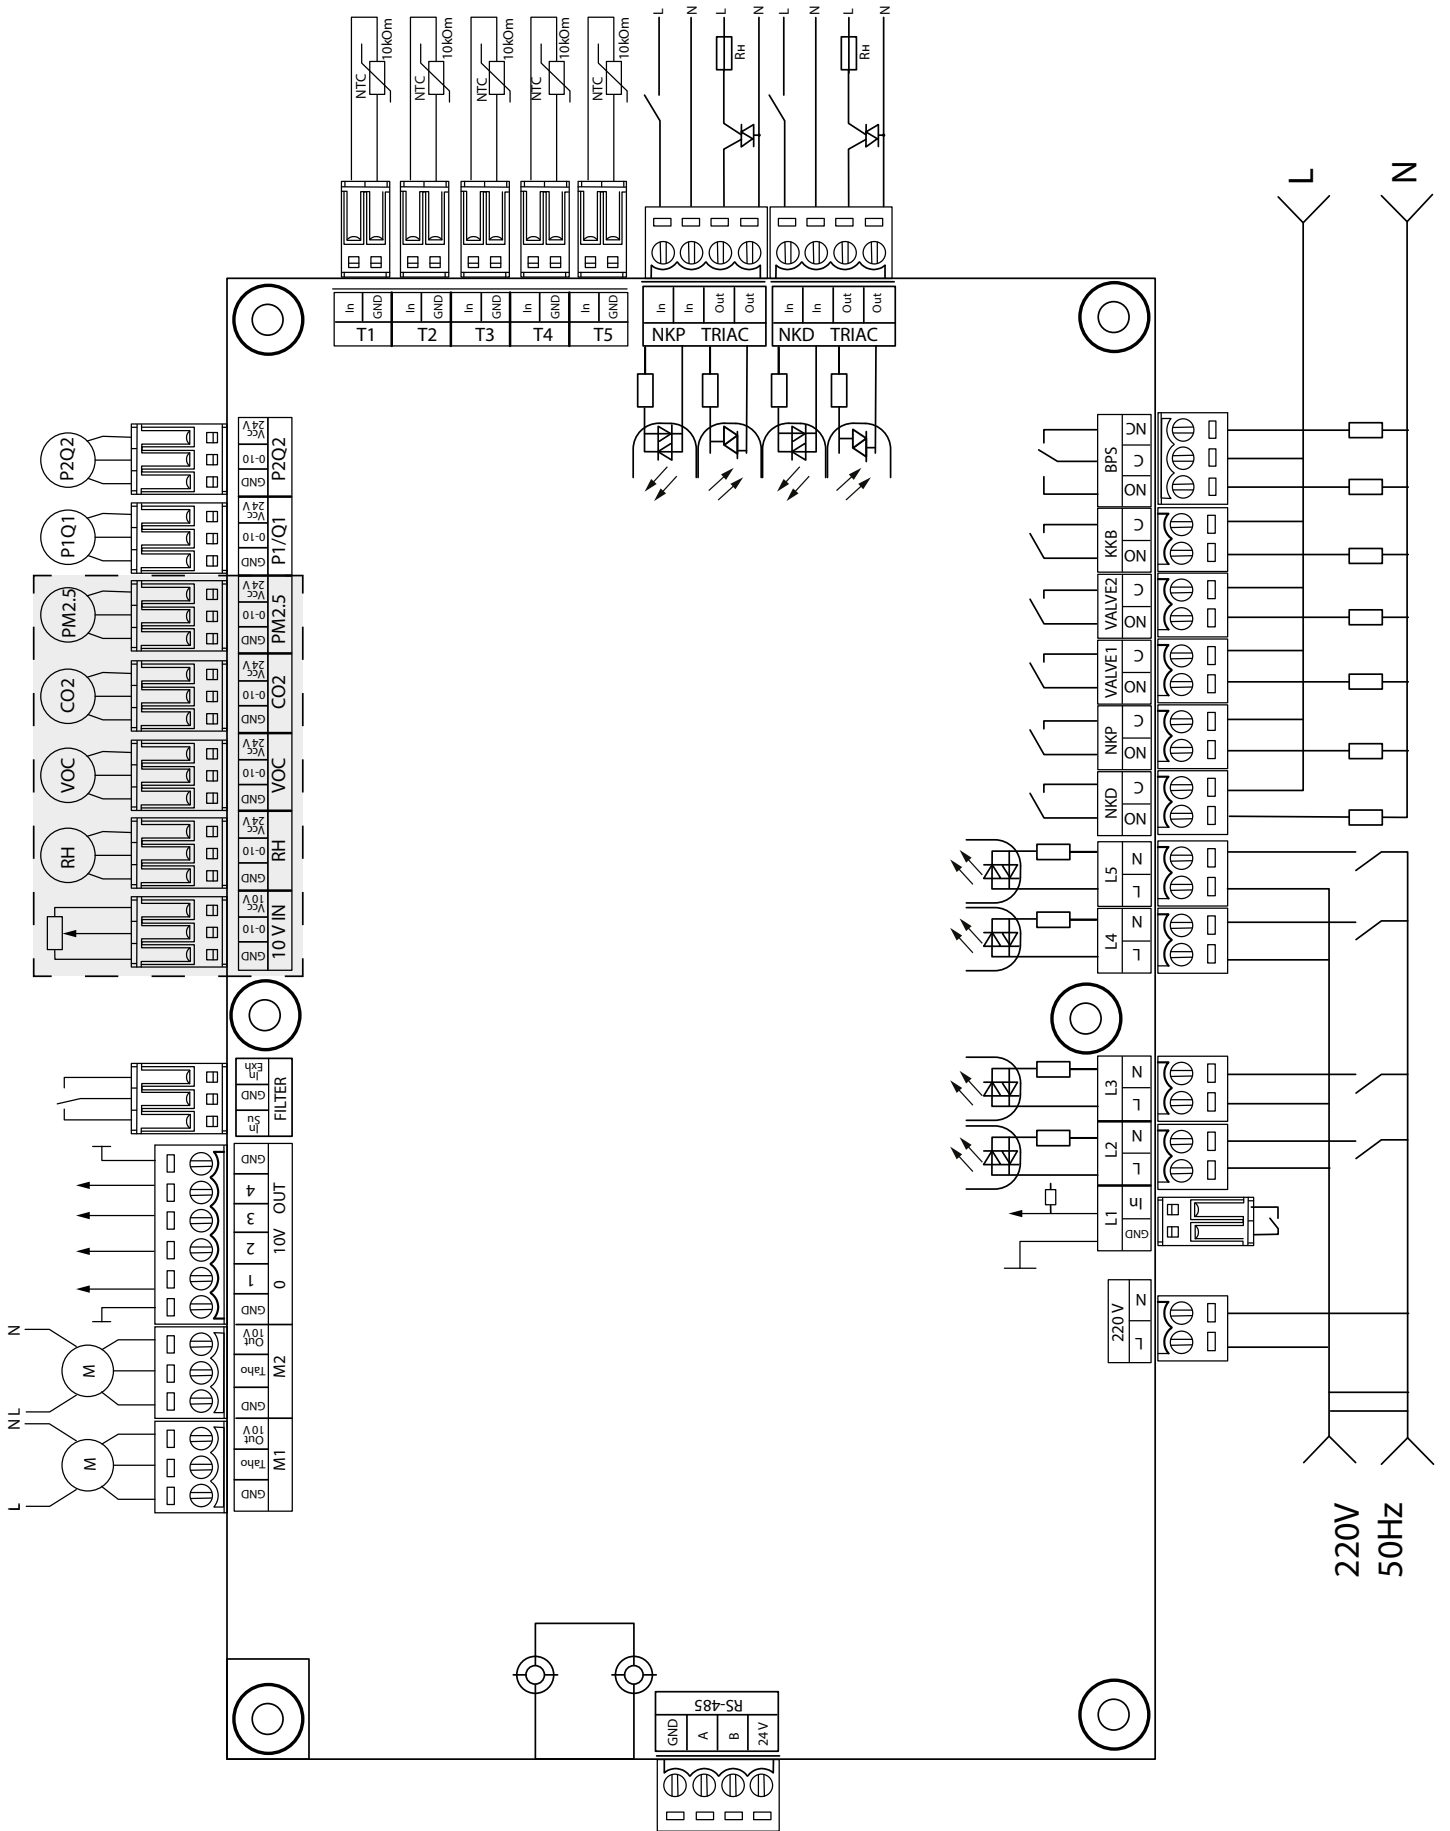 L N L N L N L N
NTC 10kOm
NTC 10kOm
NTC 10kOm
NTC 10kOm
NTC 10kOm
Rн
Rн
In GND
T1
In GND
T2
In GND
T3
In GND
T4
In GND
T5
In In Out Out
NKP TRIAC
In In Out Out
NKD TRIAC
L
N
P2Q2
Vcc 24V
0-10
GND
P2Q2
P1Q1
Vcc 24V
0-10
GND
P1/Q1
PM2.5
Vcc 24V
0-10
GND
PM2.5
CO2
Vcc 24V
0-10
GND
CO2
VOC
Vcc 24V
0-10
GND
VOC
RH
Vcc 24V
0-10
GND
RH
Vcc 10V
0-10
GND
10 V IN
In Exh
GND
In Su
FILTER
GND
4
3
2
1
GND
0 10V OUT
N
L
M
Out 10V
Taho
GND
M2
N
L
M
Out 10V
Taho
GND
M1
NC
C
NO
BPS
C
NO
KKB
C
NO
VALVE2
C
NO
VALVE1
C
NO
NKP
C
NO
NKD
N
L
L5
N
L
L4
N
L
L3
N
L
L2
In
GND
L1
N
L
220 V
220V
50Hz
RS-485
GND
A
B
24V